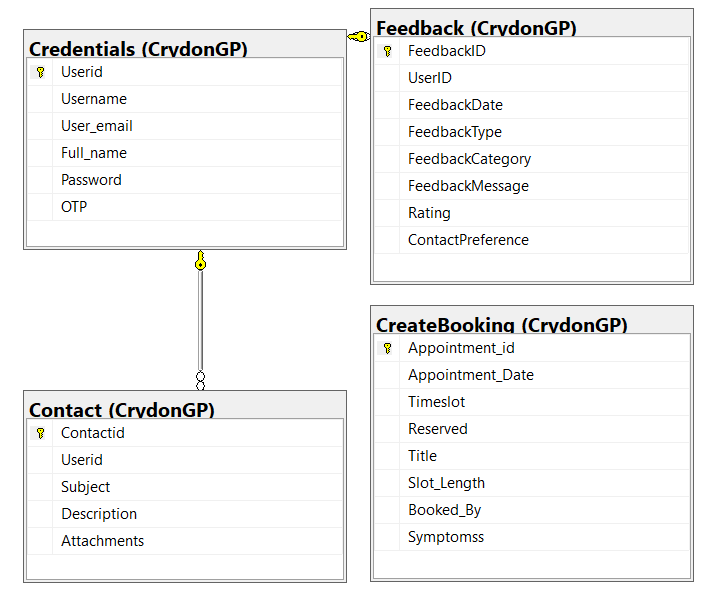 Credentials (CrydonGP)
Userid
Username
User_email
Full_name
Password
OTP
Feedback (CrydonGP)
FeedbackID
UserID
FeedbackDate
FeedbackType
FeedbackCategory
FeedbackMessage
Rating
ContactPreference
Contact (CrydonGP)
Contactid
Userid
Subject
Description
Attachments
CreateBooking (CrydonGP)
Appointment_id
Appointment_Date
Timeslot
Reserved
Title
Slot_Length
Booked_By
Symptomss